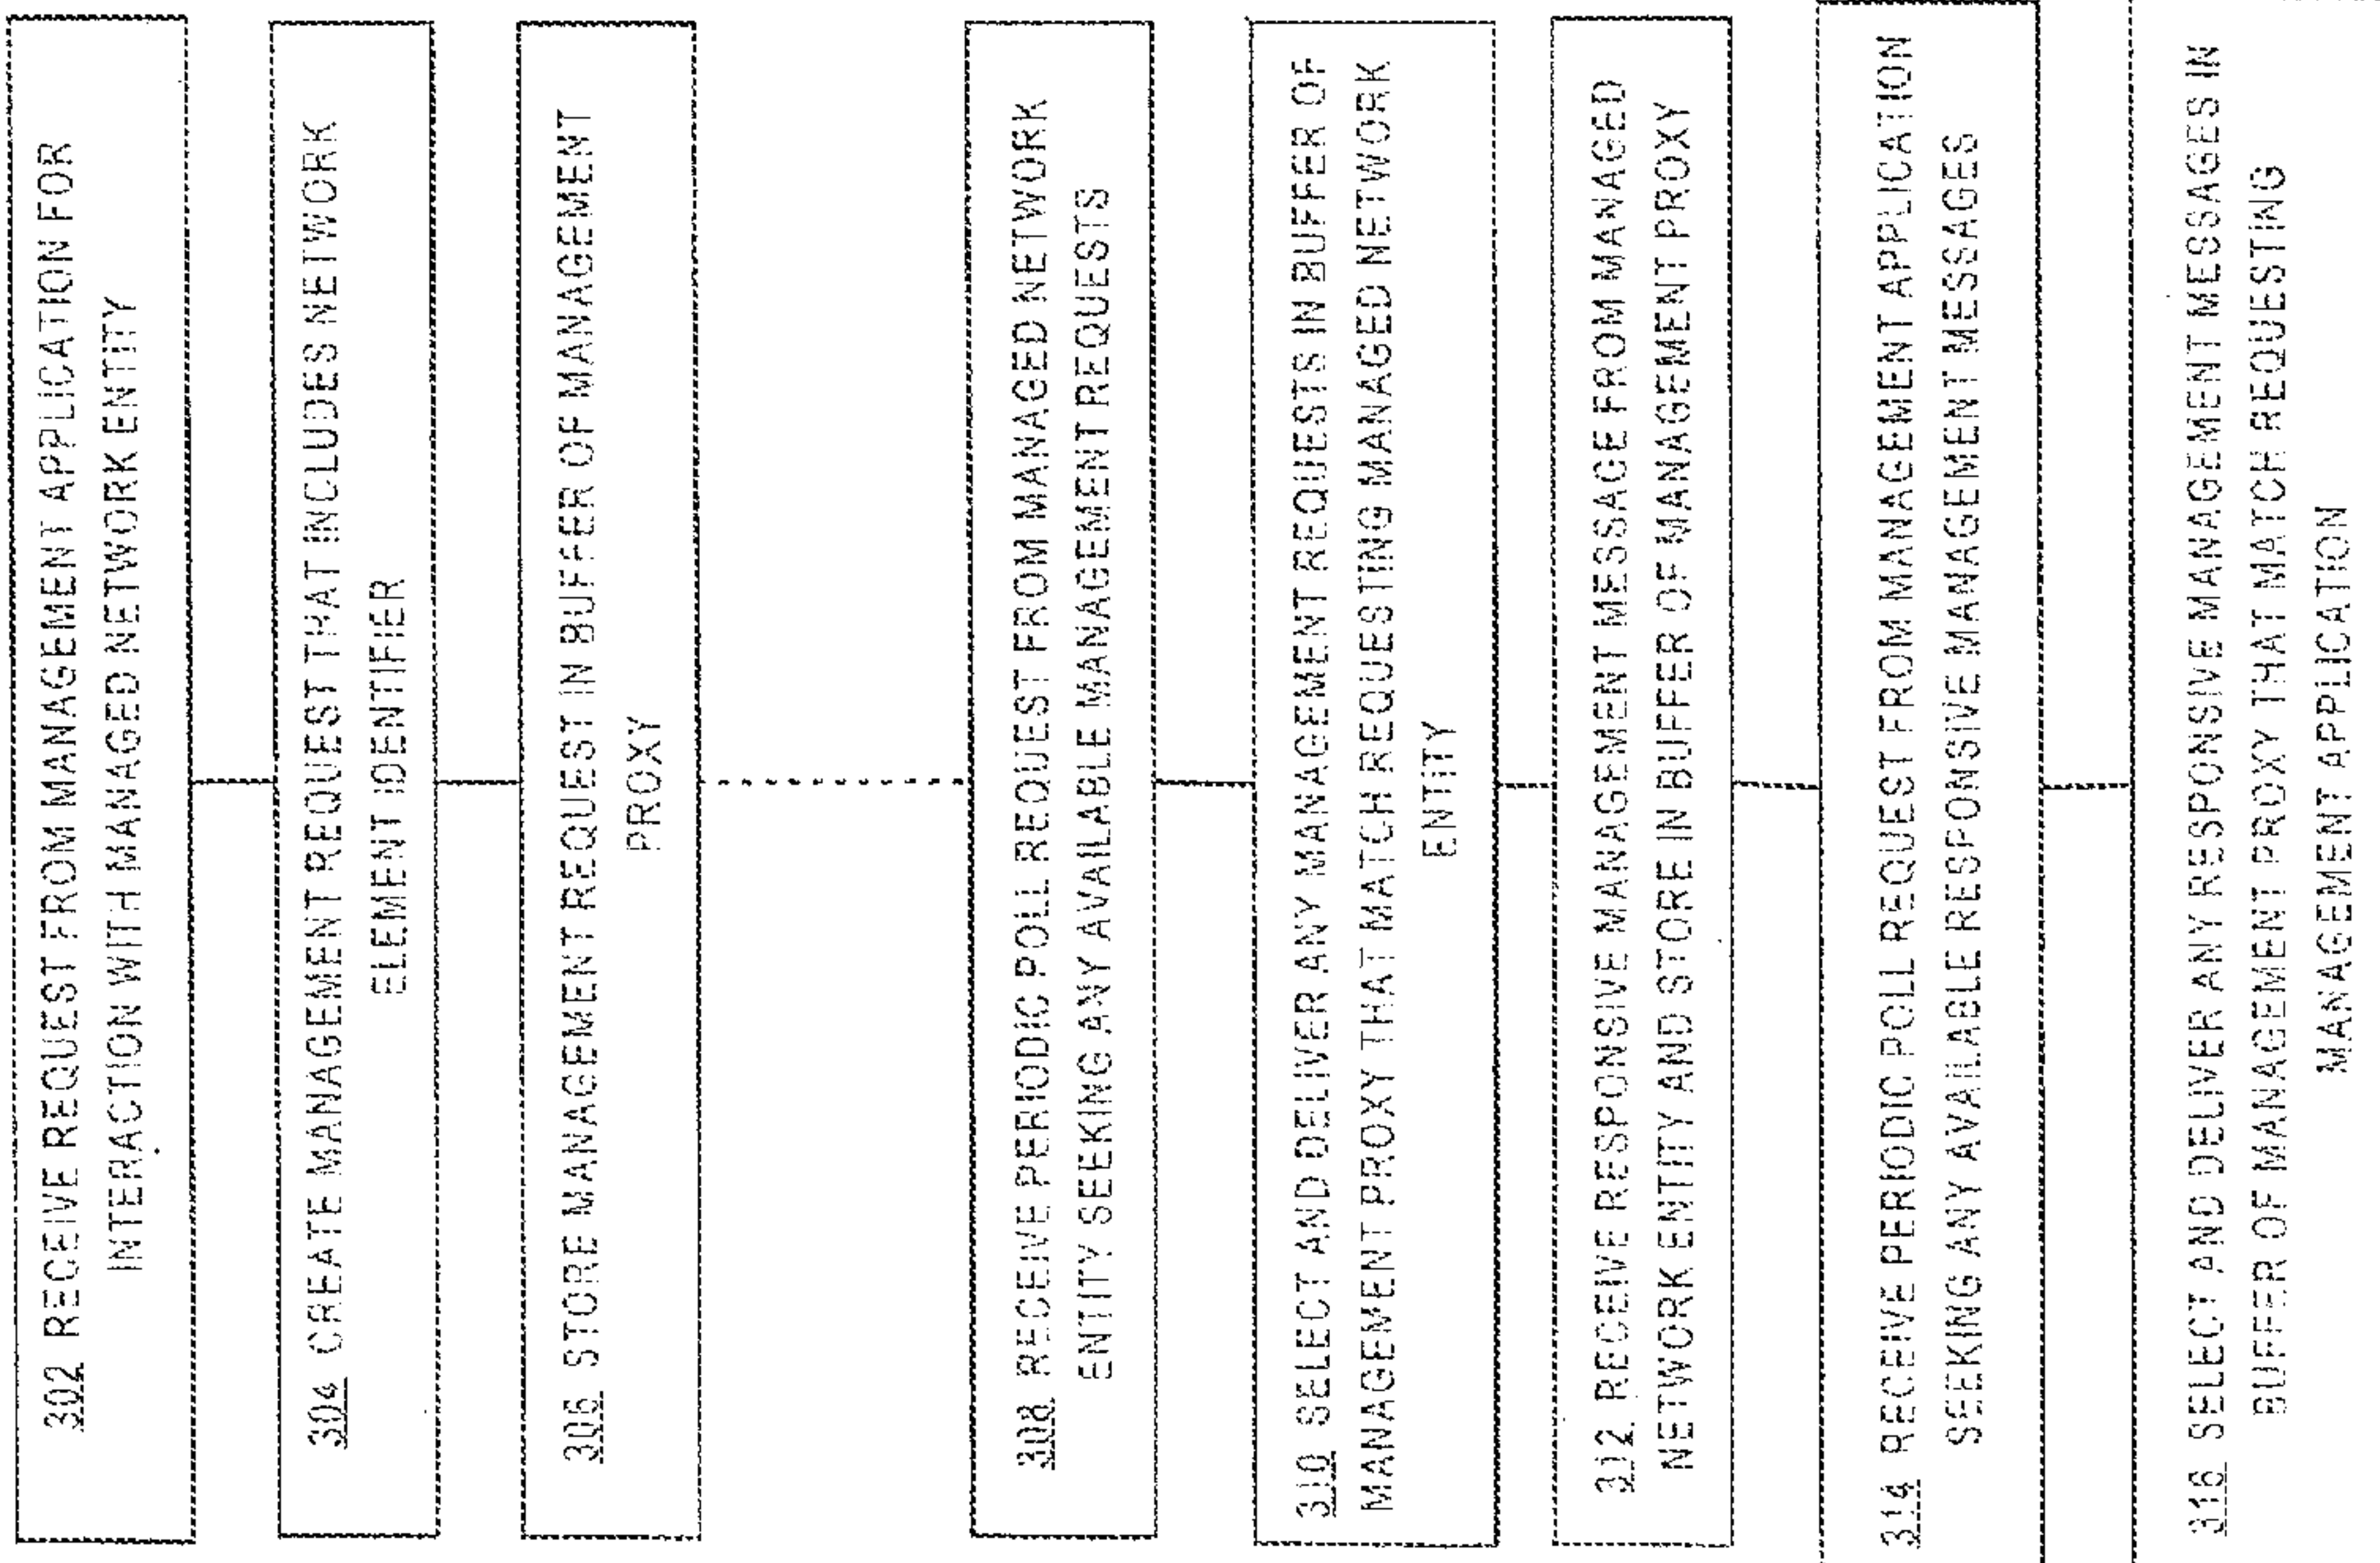 302 RECEIVE REQUEST FROM MANAGEMENT APPLICATION FOR
INTERACTION WITH MANAGED NETWORK ENTITY
304 CREATE MANAGEMENT REQUEST THAT INCLUDES NETWORK
ELEMENT IDENTIFIER
306 STORE MANAGEMENT REQUEST IN BUFFER OF MANAGEMENT
PROXY
308 RECEIVE PERIODIC POLL REQUEST FROM MANAGED NETWORK
ENTITY SEEKING ANY AVAILABLE MANAGEMENT REQUESTS
310 SELECT AND DELIVER ANY MANAGEMENT REQUESTS IN BUFFER OF
MANAGEMENT PROXY THAT MATCH REQUESTING MANAGED NETWORK
ENTITY
312 RECEIVE RESPONSIVE MANAGEMENT MESSAGE FROM MANAGED
NETWORK ENTITY AND STORE IN BUFFER OF MANAGEMENT PROXY
314 RECEIVE PERIODIC POLL REQUEST FROM MANAGEMENT APPLICATION
SEEKING ANY AVAILABLE RESPONSIVE MANAGEMENT MESSAGES
316 SELECT AND DELIVER ANY RESPONSIVE MANAGEMENT MESSAGES IN
BUFFER OF MANAGEMENT PROXY THAT MATCH REQUESTING
MANAGEMENT APPLICATION